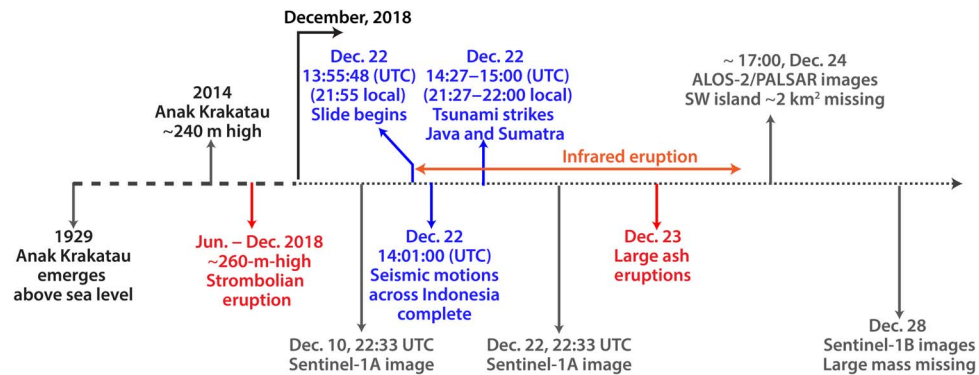 December, 2018
Dec. 22
13:55:48 (UTC)
(21:55 local)
Slide begins
Dec. 22
14:27–15:00 (UTC)
(21:27–22:00 local)
Tsunami strikes
Java and Sumatra
~ 17:00, Dec. 24
ALOS-2/PALSAR images
SW island ~2 km² missing
2014
Anak Krakatau
~240 m high
Infrared eruption
1929
Anak Krakatau
emerges
above sea level
Jun. – Dec. 2018
~260-m-high
Strombolian
eruption
Dec. 22
14:01:00 (UTC)
Seismic motions
across Indonesia
complete
Dec. 23
Large ash
eruptions
Dec. 10, 22:33 UTC
Sentinel-1A image
Dec. 22, 22:33 UTC
Sentinel-1A image
Dec. 28
Sentinel-1B images
Large mass missing